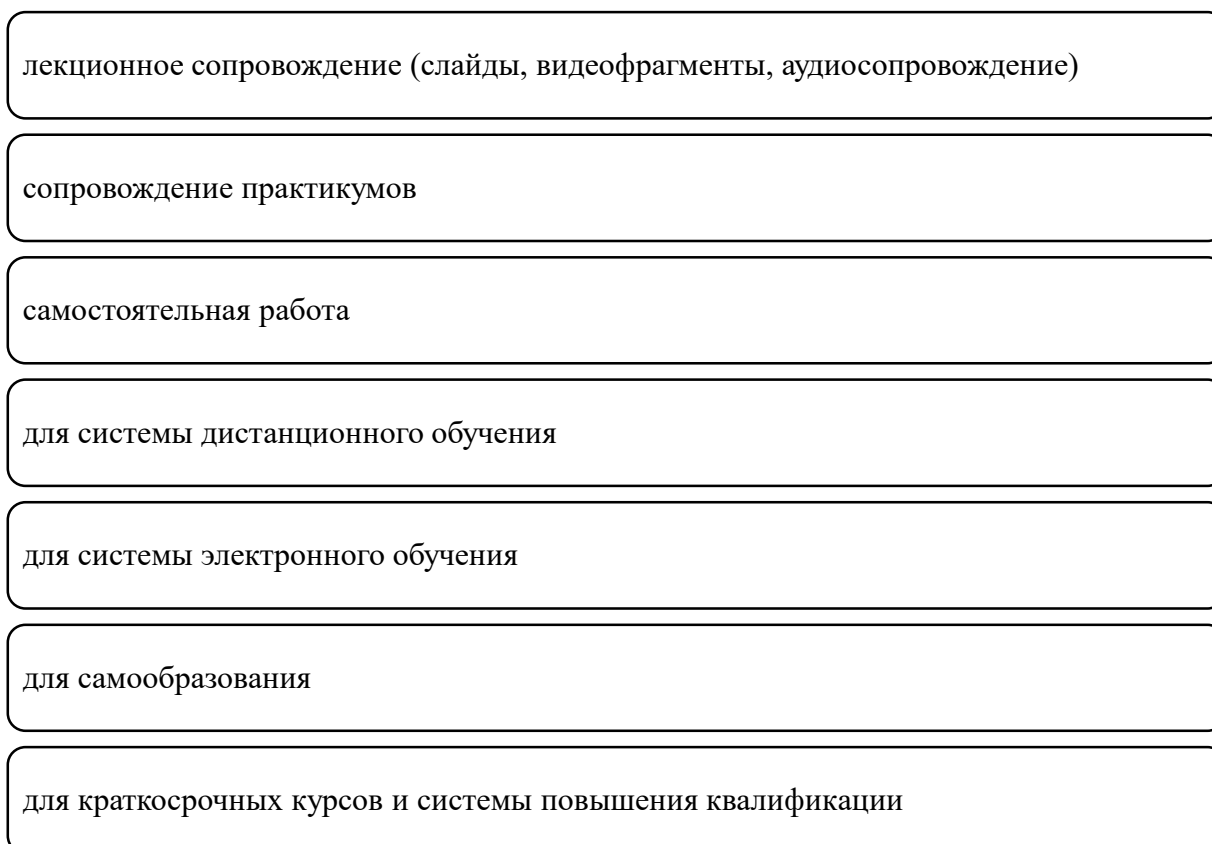 лекционное сопровождение (слайды, видеофрагменты, аудиосопровождение)
сопровождение практикумов
самостоятельная работа
для системы дистанционного обучения
для системы электронного обучения
для самообразования
для краткосрочных курсов и системы повышения квалификации